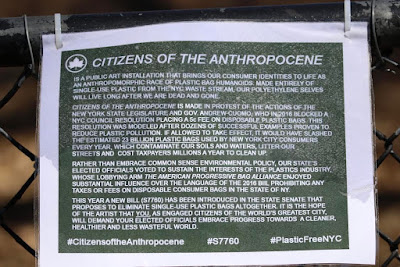 CITIZENS OF THE ANTHROPOCENE
IS A PUBLIC ART INSTALLATION THAT BRINGS OUR CONSUMER IDENTITIES TO LIFE AS
AN ANTHROPOMORPHIC RACE OF PLASTIC BAG HUMANOIDS: MADE ENTIRELY OF
SINGLE-USE PLASTIC FROM THE NYC WASTE STREAM, OUR POLYETHYLENE SELVES
WILL LIVE LONG AFTER WE ARE DEAD AND GONE.
CITIZENS OF THE ANTHROPOCENE IS MADE IN PROTEST OF THE ACTIONS OF THE
NEW YORK STATE LEGISLATURE AND GOV. ANDREW CUOMO, WHO IN 2016 BLOCKED A
NYC COUNCIL RESOLUTION PLACING A 5¢ FEE ON DISPOSABLE PLASTIC BAGS. THIS
RESOLUTION WAS MODELED AFTER DOZENS OF SUCCESSFUL EXAMPLES PROVEN TO
REDUCE PLASTIC POLLUTION. IF ALLOWED TO TAKE EFFECT, IT WOULD HAVE SLASHED
THE ESTIMATED BILLION PLASTIC BAGS USED BY NEW YORK CITY CONSUMERS
EVERY YEAR, WHICH CONTAMINATE OUR SOILS AND WATERS, LITTER OUR
STREETS AND COST TAXPAYERS MILLIONS A YEAR TO CLEAN UP.
RATHER THAN EMBRACE COMMON SENSE ENVIRONMENTAL POLICY, OUR STATE'S
ELECTED OFFICIALS VOTED TO SUSTAIN THE INTERESTS OF THE PLASTICS INDUSTRY,
WHOSE LOBBYING ARM THE AMERICAN PROGRESSIVE BAG ALLIANCE ENJOYED
SUBSTANTIAL INFLUENCE OVER THE LANGUAGE OF THE 2016 BILL PROHIBITING ANY
TAXES OR FEES ON DISPOSABLE CONSUMER BAGS IN THE STATE OF NY.
THIS YEAR A NEW BILL (S7760) HAS BEEN INTRODUCED IN THE STATE SENATE THAT
PROPOSES TO ELIMINATE SINGLE-USE PLASTIC BAGS ALTOGETHER. IT IS THE HOPE
OF THE ARTIST THAT YOU, AS ENGAGED CITIZENS OF THE WORLD'S GREATEST CITY,
WILL DEMAND YOUR ELECTED OFFICIALS EMBRACE PROGRESS TOWARDS A CLEANER,
HEALTHIER AND LESS WASTEFUL WORLD.
#CitizensoftheAnthropocene #S7760 #PlasticFreeNYC